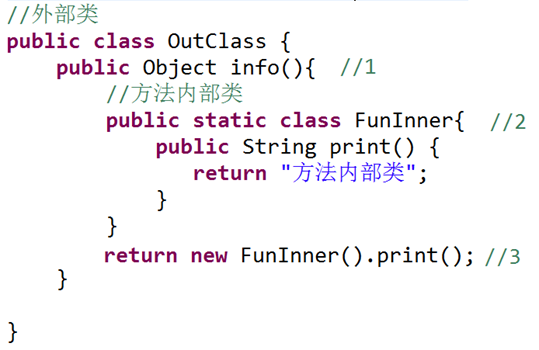 //外部类
public class OutClass {
public Object info(){ //1
//方法内部类
public static class FunInner{ //2
public String print() {
return "方法内部类";
}
}
return new FunInner().print(); //3
}
}